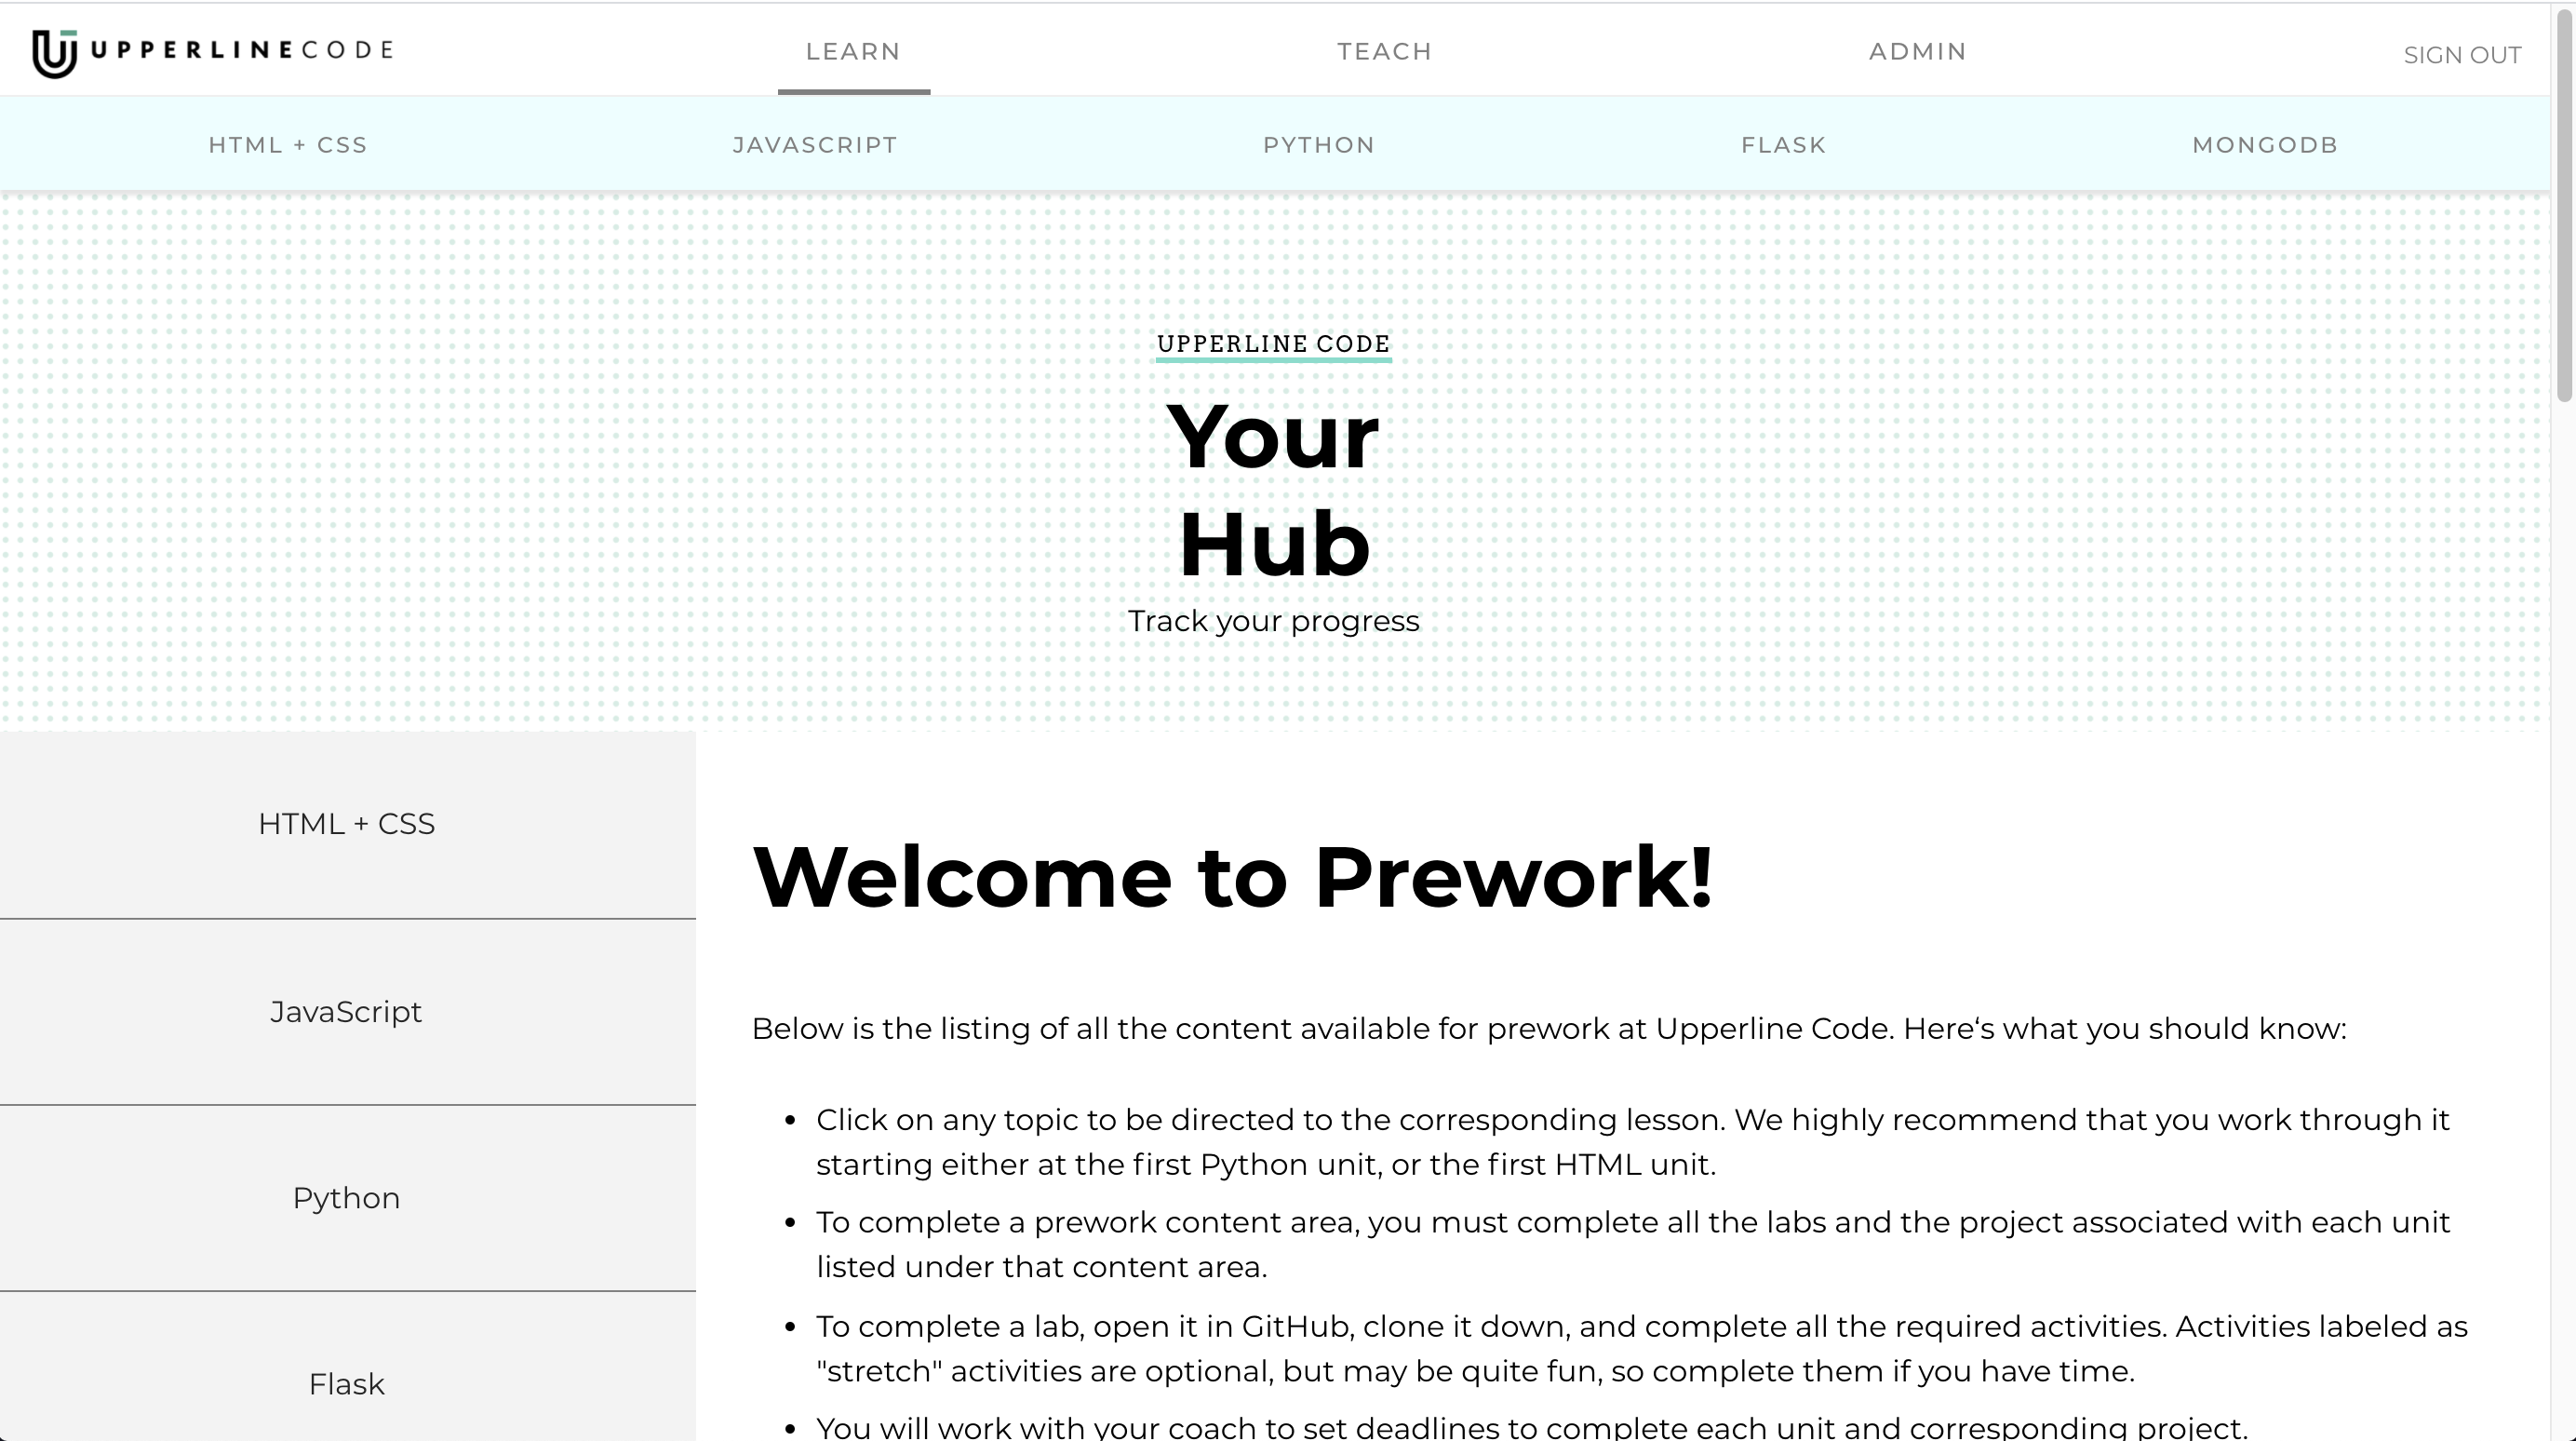 UPPERLINECODE
LEARN
TEACH
ADMIN
SIGN OUT
HTML + CSS
JAVASCRIPT
PYTHON
FLASK
MONGODB
UPPERLINE CODE
Your
Hub
Track your progress
HTML + CSS
JavaScript
Python
Flask
Welcome to Prework!
Below is the listing of all the content available for prework at Upperline Code. Here‘s what you should know:
• Click on any topic to be directed to the corresponding lesson. We highly recommend that you work through it
starting either at the first Python unit, or the first HTML unit.
• To complete a prework content area, you must complete all the labs and the project associated with each unit
listed under that content area.
• To complete a lab, open it in GitHub, clone it down, and complete all the required activities. Activities labeled as
"stretch" activities are optional, but may be quite fun, so complete them if you have time.
• You will work with your coach to set deadlines to complete each unit and corresponding project.